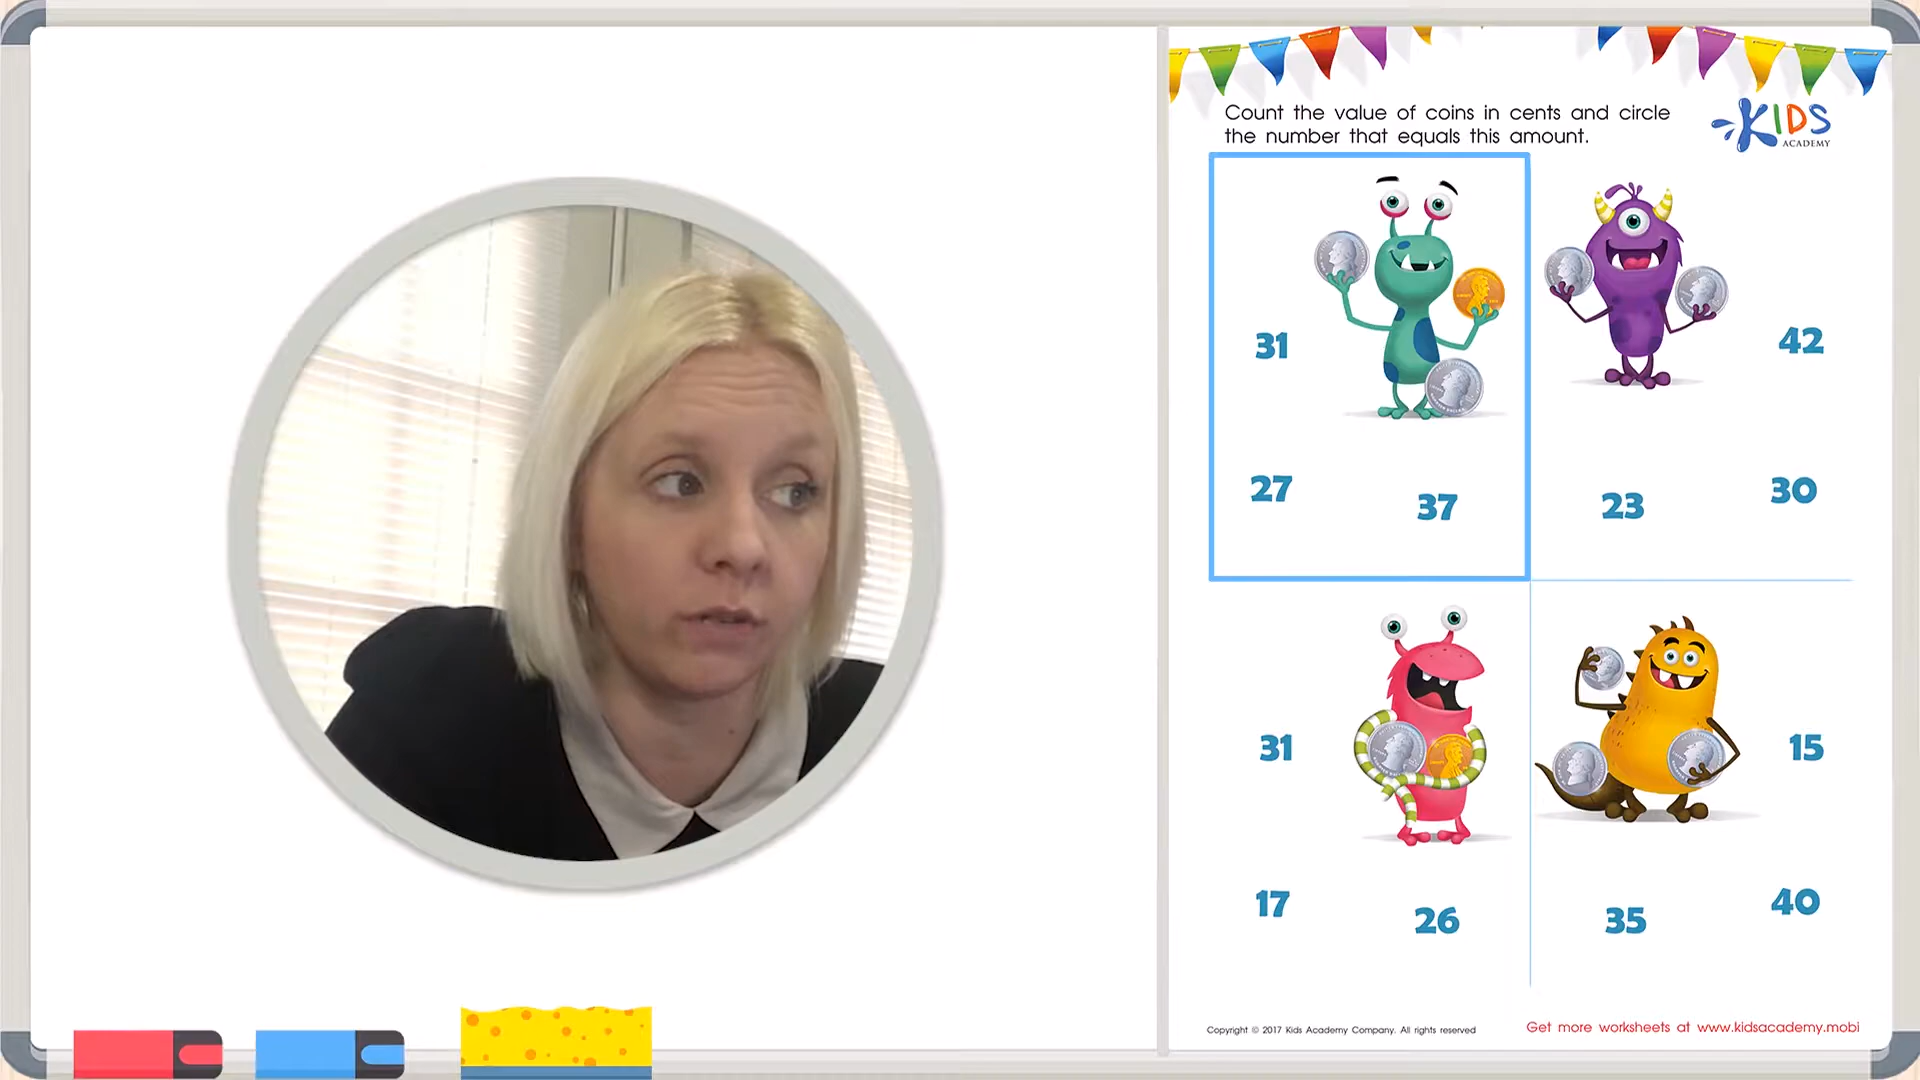 Count the value of coins in cents and circle
the number that equals this amount.
KIDS
ACADEMY
31
27
37
42
23
30
31
17
26
15
35
40
Copyright © 2017 Kids Academy Company. All rights reserved
Get more worksheets at www.kidsacademy.mobi